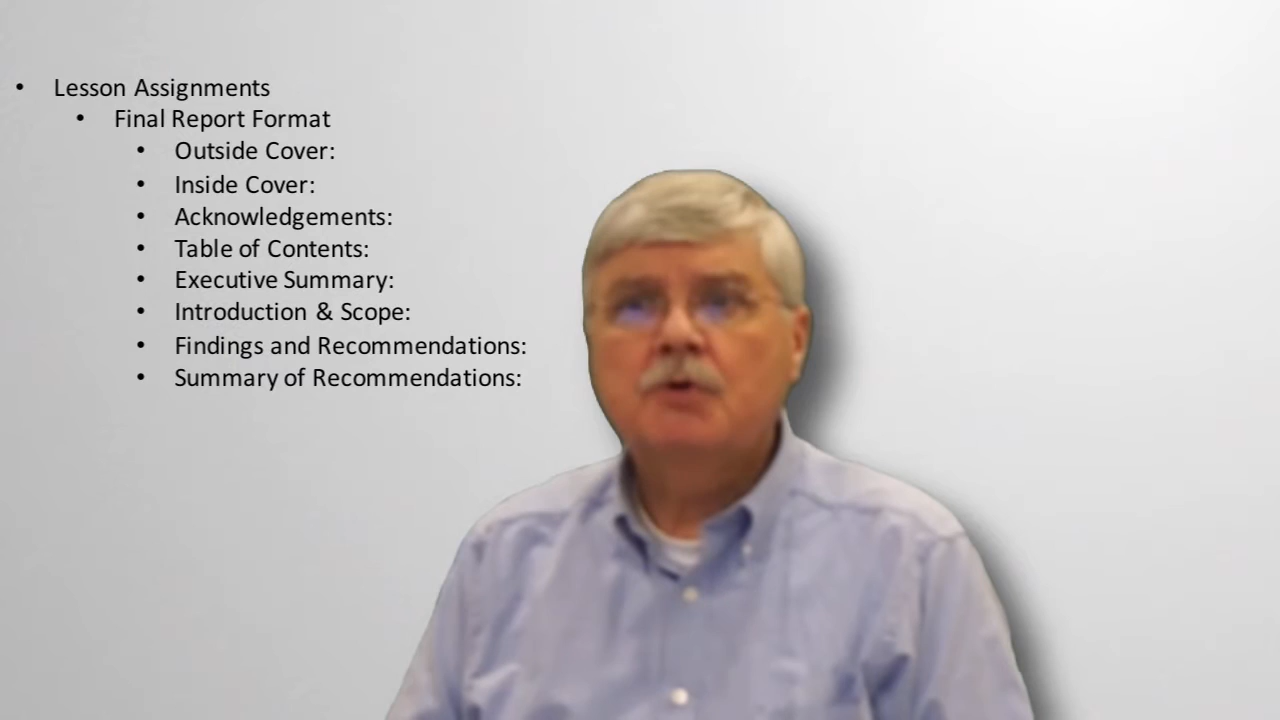 • Lesson Assignments
• Final Report Format
• Outside Cover:
• Inside Cover:
• Acknowledgements:
• Table of Contents:
• Executive Summary:
• Introduction & Scope:
• Findings and Recommendations:
• Summary of Recommendations: